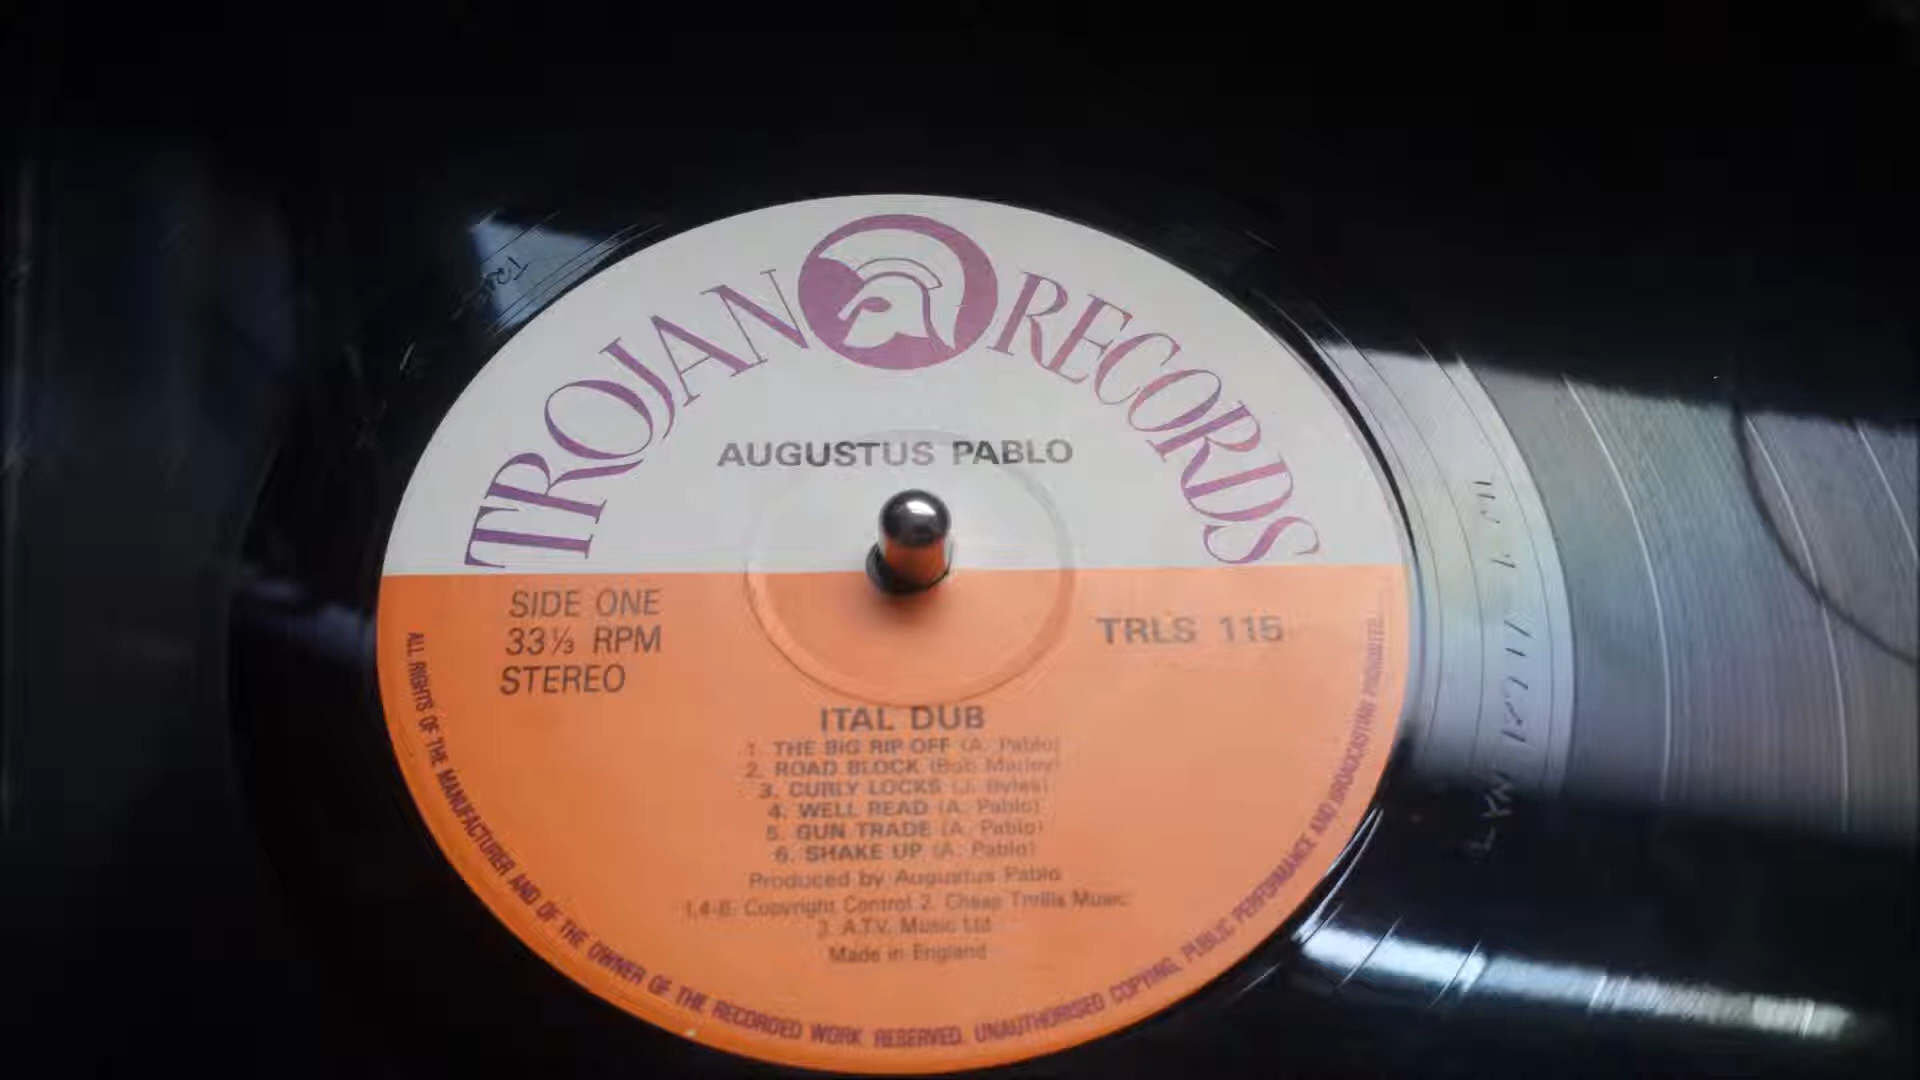 TROJAN RECORDS
AUGUSTUS PABLO
SIDE ONE
33⅓ RPM
STEREO
TRLS 115
ITAL DUB
1. THE BIG RIP OFF (A. Pablo)
2. ROAD BLOCK (Bob Marley)
3. CURLY LOCKS (J. Byles)
4. WELL READ (A. Pablo)
5. GUN TRADE (A. Pablo)
6. SHAKE UP (A. Pablo)
Produced by Augustus Pablo
1,4-6: Copyright Control 2. Cheap Thrills Music
3. A.T.V. Music Ltd
Made in England
ALL RIGHTS OF THE MANUFACTURER AND OF THE OWNER OF THE RECORDED WORK RESERVED. UNAUTHORISED COPYING, PUBLIC PERFORMANCE AND BROADCASTING PROHIBITED.